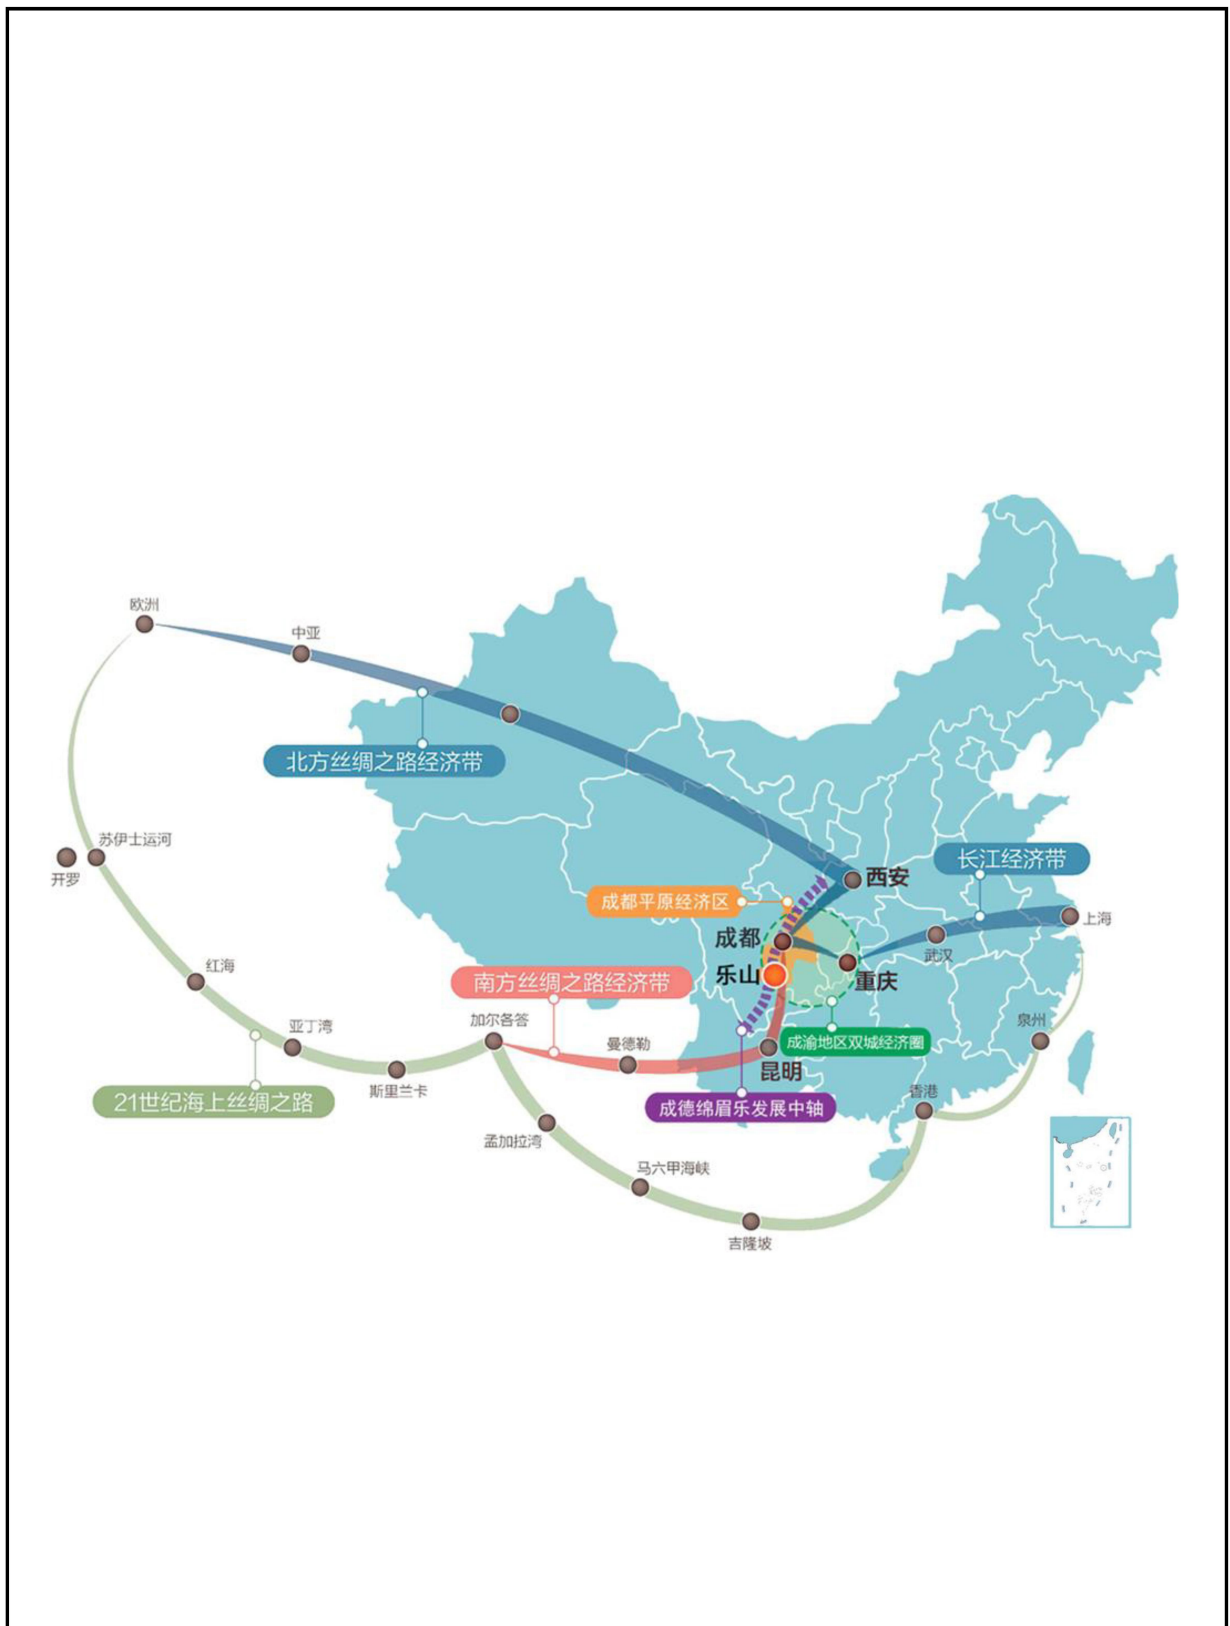 欧洲
中亚
北方丝绸之路经济带
苏伊士运河
开罗
长江经济带
西安
成都平原经济区
上海
成都
武汉
红海
乐山
重庆
南方丝绸之路经济带
亚丁湾
加尔各答
泉州
曼德勒
成渝地区双城经济圈
昆明
斯里兰卡
香港
21世纪海上丝绸之路
成德绵眉乐发展中轴
孟加拉湾
马六甲海峡
吉隆坡